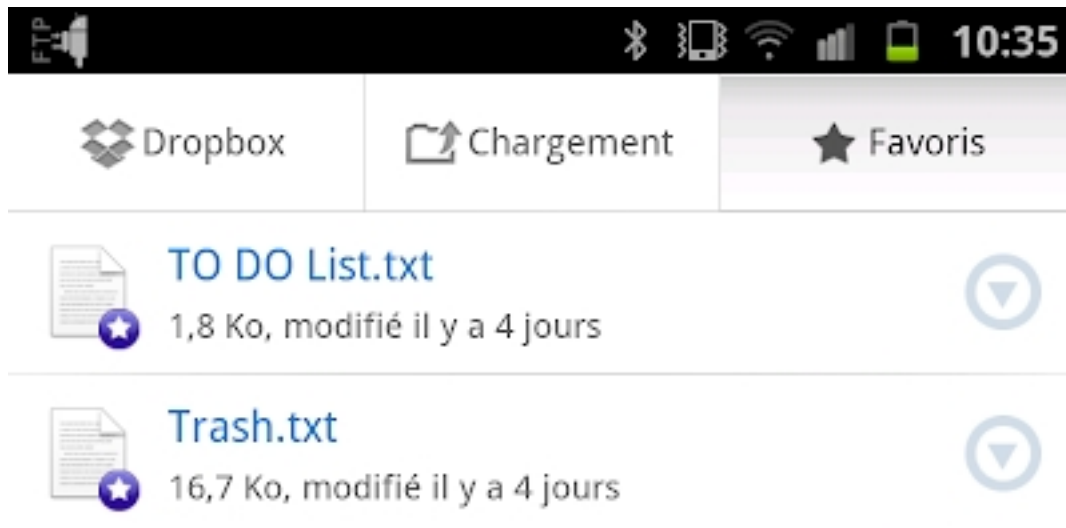 FTP 10:35
Dropbox Chargement Favoris
TO DO List.txt
1,8 Ko, modifié il y a 4 jours
Trash.txt
16,7 Ko, modifié il y a 4 jours